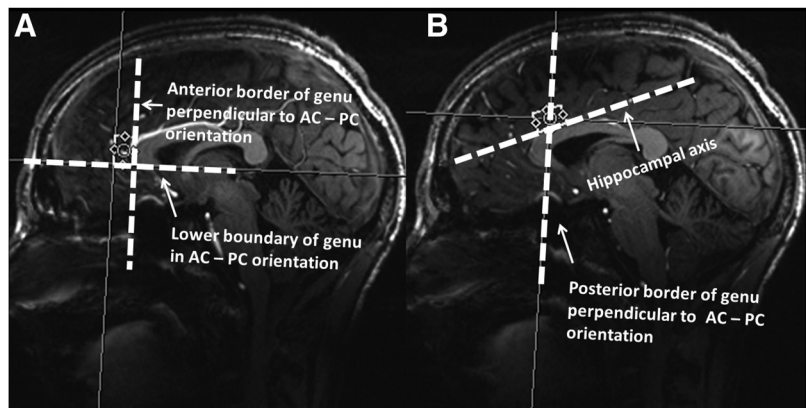 A
Anterior border of genu
perpendicular to AC – PC
orientation
Lower boundary of genu
in AC – PC orientation
B
Hippocampal axis
Posterior border of genu
perpendicular to AC – PC
orientation